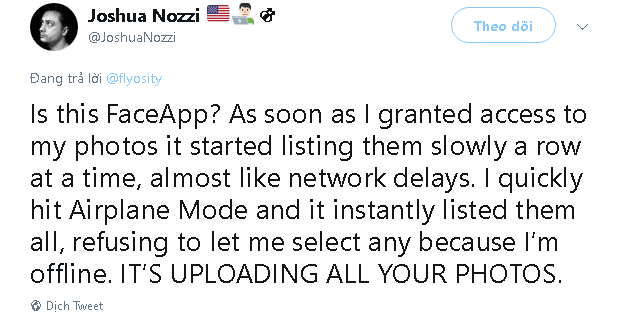 Joshua Nozzi 🇺🇸👨🏻‍💻
@JoshuaNozzi
Theo dõi
Đang trả lời @flyosity
Is this FaceApp? As soon as I granted access to
my photos it started listing them slowly a row
at a time, almost like network delays. I quickly
hit Airplane Mode and it instantly listed them
all, refusing to let me select any because I’m
offline. IT’S UPLOADING ALL YOUR PHOTOS.
Dịch Tweet